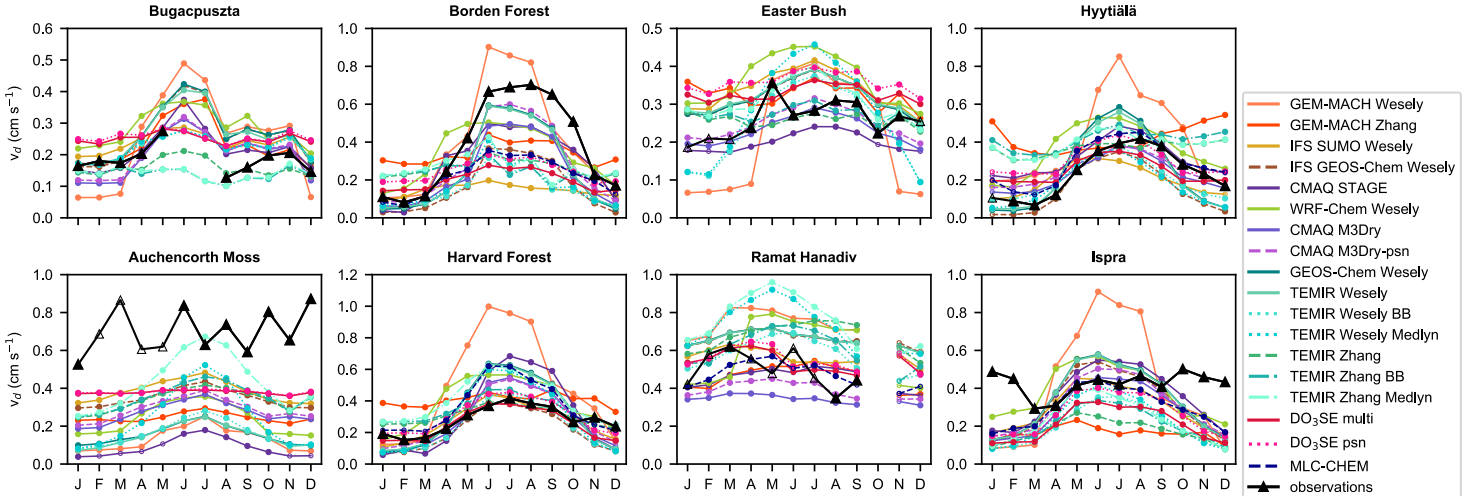 Bugacpuszta
Borden Forest
Easter Bush
Hyytiälä
v_d (cm s⁻¹)
0.6
0.5
0.4
0.3
0.2
0.1
0.0
1.0
0.8
0.6
0.4
0.2
0.0
0.5
0.4
0.3
0.2
0.1
0.0
1.0
0.8
0.6
0.4
0.2
0.0
Auchencorth Moss
Harvard Forest
Ramat Hanadiv
Ispra
v_d (cm s⁻¹)
1.0
0.8
0.6
0.4
0.2
0.0
1.2
1.0
0.8
0.6
0.4
0.2
0.0
1.0
0.8
0.6
0.4
0.2
0.0
1.0
0.8
0.6
0.4
0.2
0.0
J F M A M J J A S O N D
J F M A M J J A S O N D
J F M A M J J A S O N D
J F M A M J J A S O N D
GEM-MACH Wesely
GEM-MACH Zhang
IFS SUMO Wesely
IFS GEOS-Chem Wesely
CMAQ STAGE
WRF-Chem Wesely
CMAQ M3Dry
CMAQ M3Dry-psn
GEOS-Chem Wesely
TEMIR Wesely
TEMIR Wesely BB
TEMIR Wesely Medlyn
TEMIR Zhang
TEMIR Zhang BB
TEMIR Zhang Medlyn
DO₃SE multi
DO₃SE psn
MLC-CHEM
observations